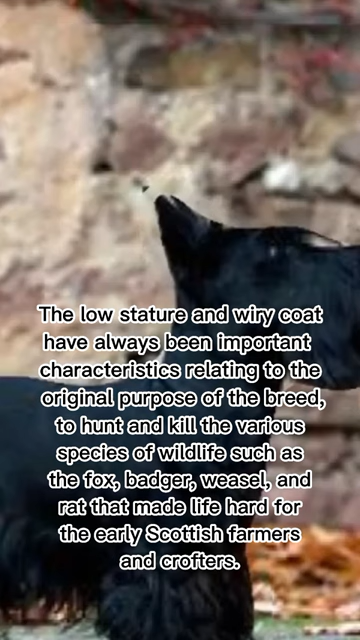 The low stature and wiry coat
have always been important
characteristics relating to the
original purpose of the breed,
to hunt and kill the various
species of wildlife such as
the fox, badger, weasel, and
rat that made life hard for
the early Scottish farmers
and crofters.